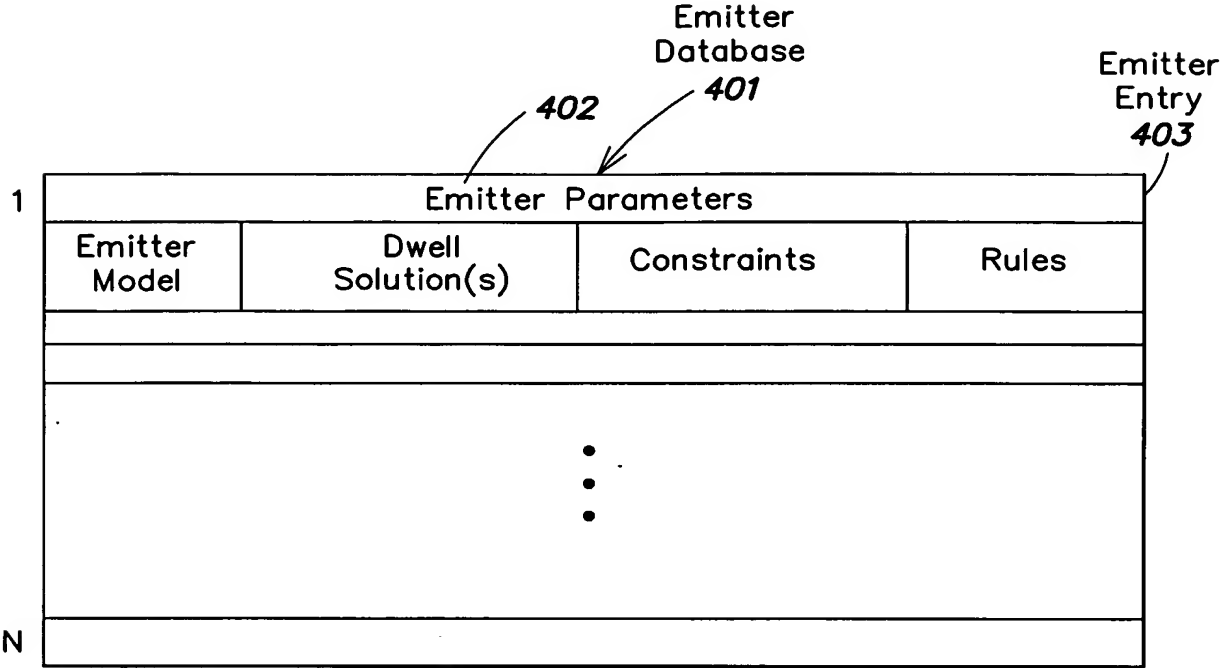 Emitter
Database
401
Emitter
Entry
403
402
1
Emitter Parameters
Emitter
Model
Dwell
Solution(s)
Constraints
Rules
N